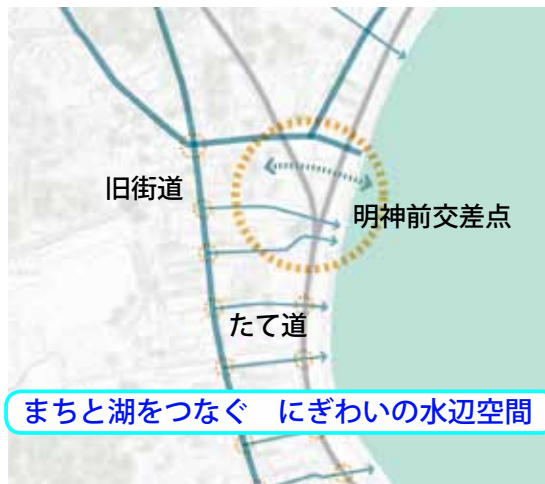 旧街道
明神前交差点
たて道
まちと湖をつなぐ　にぎわいの水辺空間